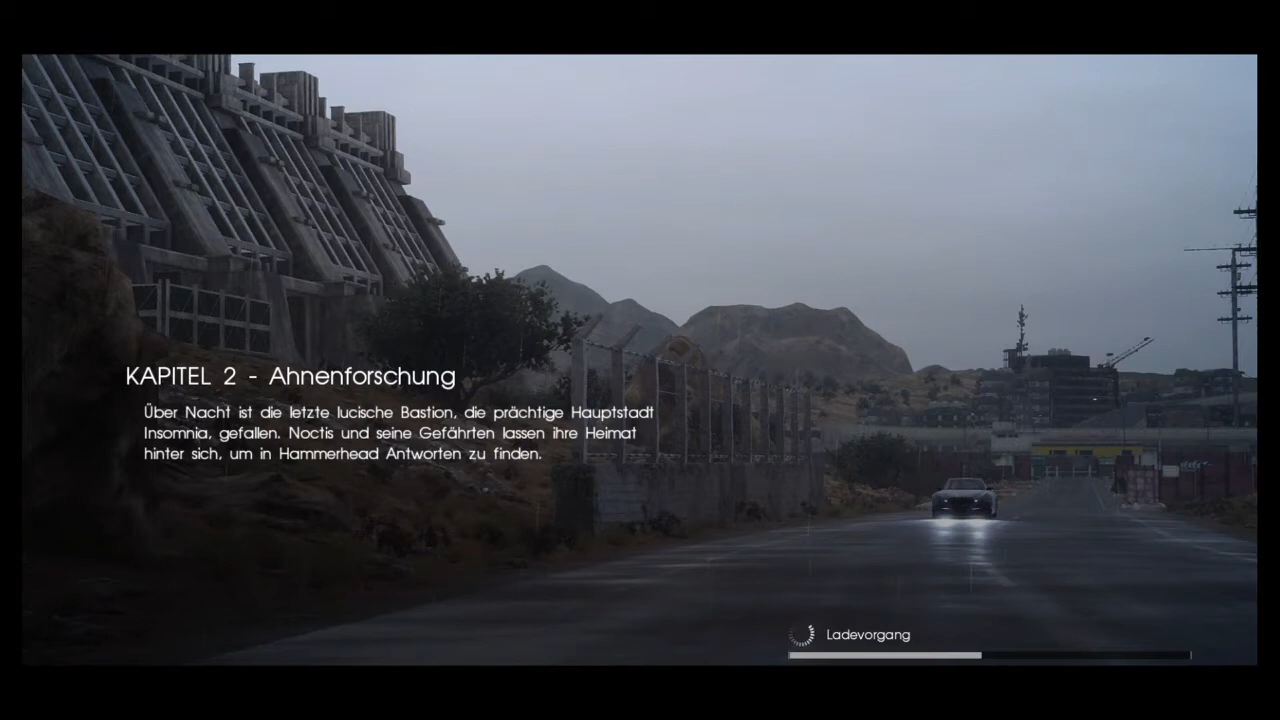 KAPITEL 2 - Ahnenforschung
Über Nacht ist die letzte lucische Bastion, die prächtige Hauptstadt
Insomnia, gefallen. Noctis und seine Gefährten lassen ihre Heimat
hinter sich, um in Hammerhead Antworten zu finden.
Ladevorgang